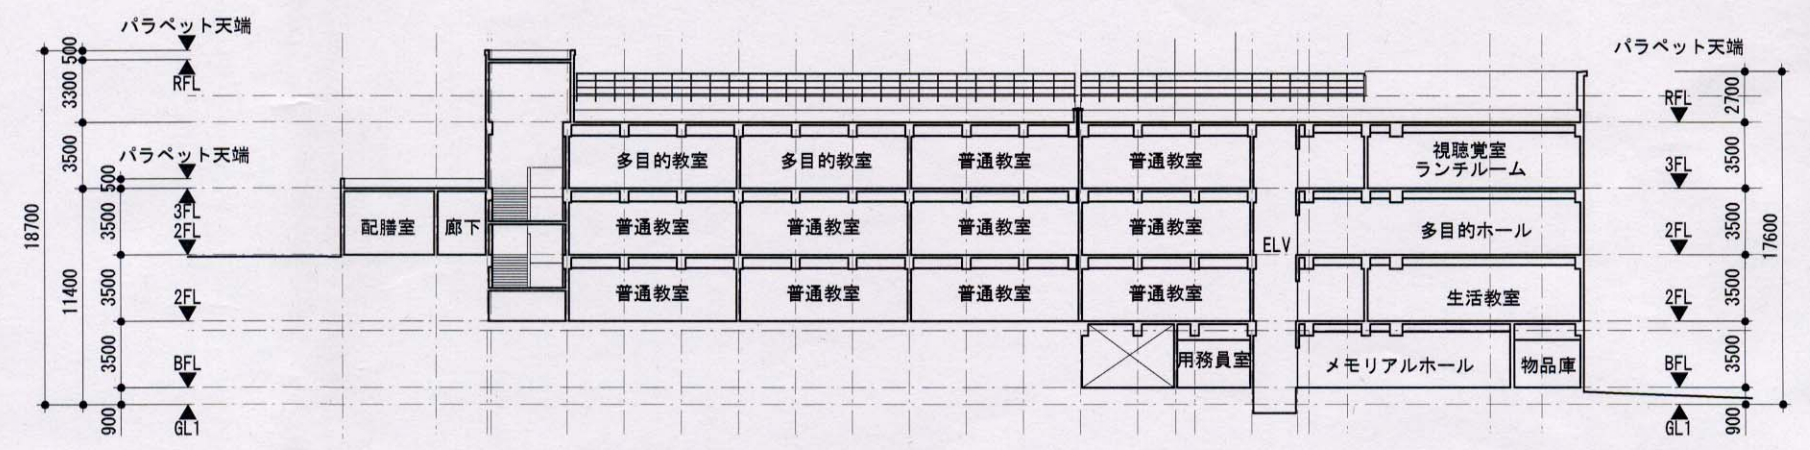 パラペット天端
500
3300
RFL
3500
パラペット天端
500
3FL
2FL
3500
18700
11400
3500
2FL
3500
BFL
900
GL1
配膳室
廊下
多目的教室
多目的教室
普通教室
普通教室
視聴覚室
ランチルーム
普通教室
普通教室
普通教室
普通教室
ELV
多目的ホール
普通教室
普通教室
普通教室
普通教室
生活教室
用務員室
メモリアルホール
物品庫
パラペット天端
RFL
2700
3500
3FL
3500
2FL
17600
3500
2FL
3500
BFL
GL1
900